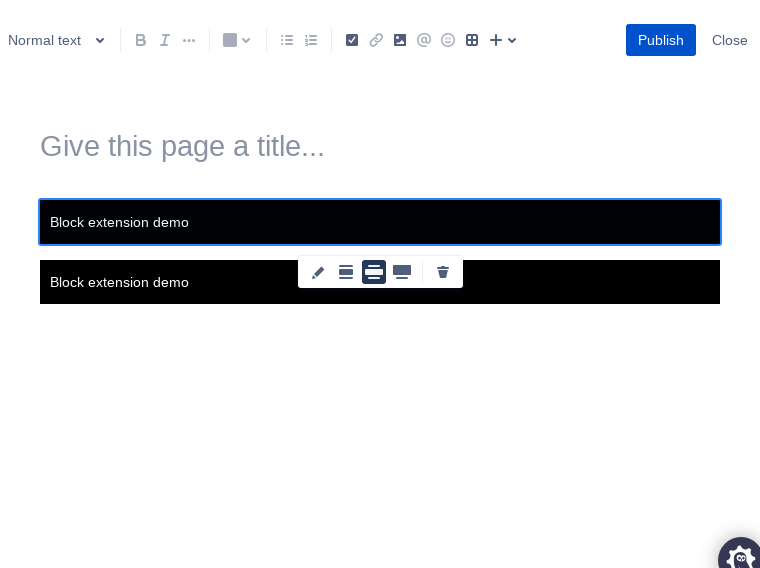 Normal text
Publish
Close
Give this page a title...
Block extension demo
Block extension demo